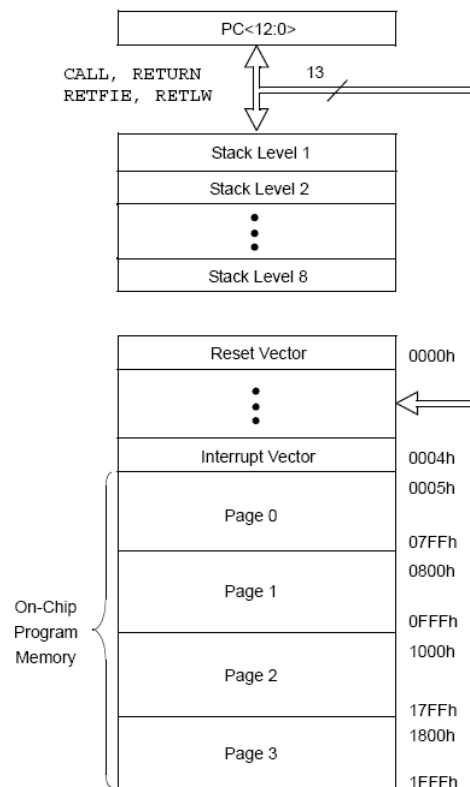 PC<12:0>
CALL, RETURN
RETFIE, RETLW
13
Stack Level 1
Stack Level 2
Stack Level 8
Reset Vector
0000h
Interrupt Vector
0004h
0005h
Page 0
07FFh
0800h
Page 1
0FFFh
On-Chip
Program
Memory
1000h
Page 2
17FFh
1800h
Page 3
1FFFh